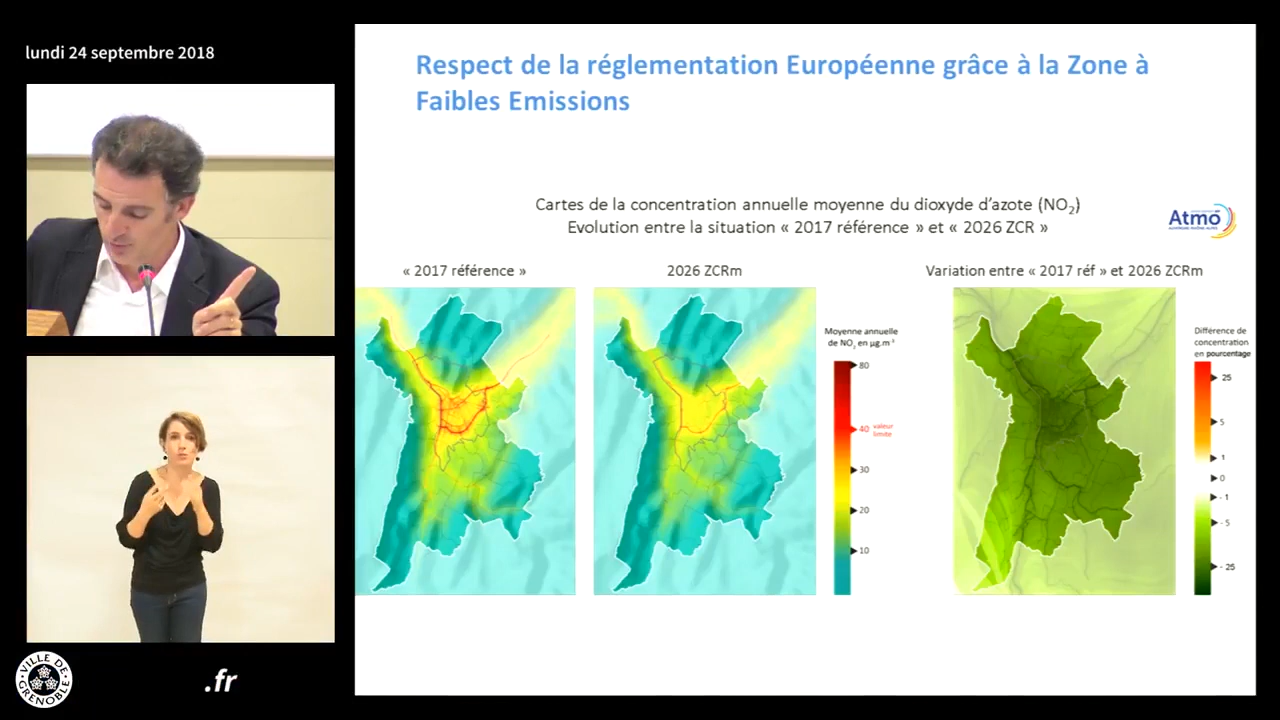 lundi 24 septembre 2018
Respect de la réglementation Européenne grâce à la Zone à
Faibles Emissions
Cartes de la concentration annuelle moyenne du dioxyde d'azote (NO₂)
Evolution entre la situation « 2017 référence » et « 2026 ZCR »
Atmo
AUVERGNE-RHÔNE-ALPES
« 2017 référence »
2026 ZCRm
Variation entre « 2017 réf » et 2026 ZCRm
Moyenne annuelle
de NO₂ en µg.m⁻³
80
40 valeur
limite
30
20
10
Différence de
concentration
en pourcentage
25
5
1
0
- 1
- 5
- 25
VILLE DE
GRENOBLE
.fr